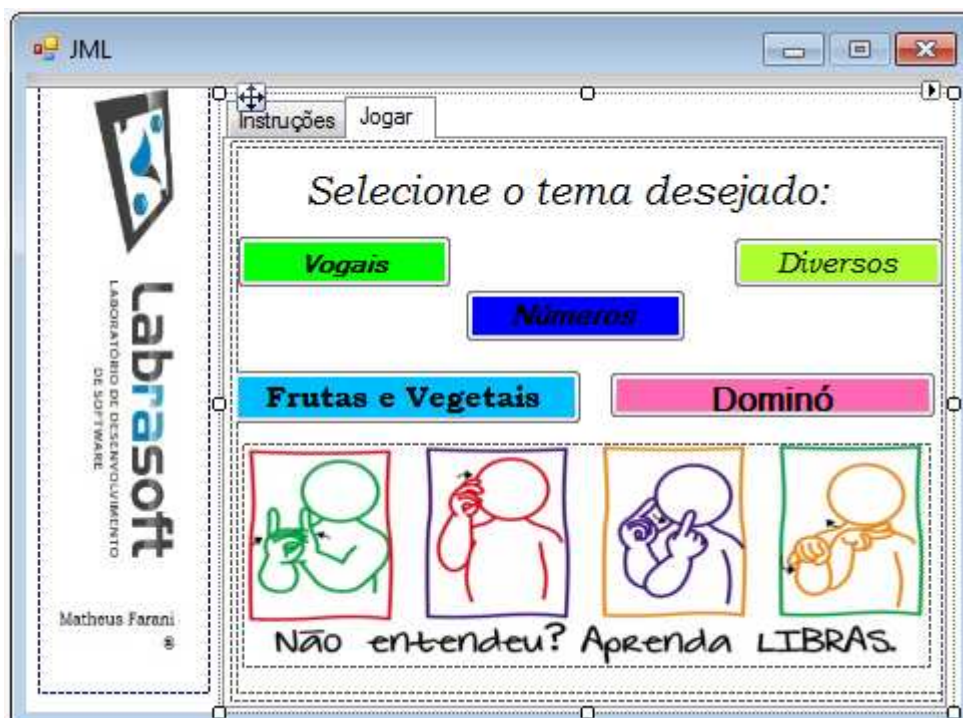 JML
Instruções
Jogar
Selecione o tema desejado:
Vogais
Diversos
Números
Frutas e Vegetais
Dominó
Não entendeu? Aprenda LIBRAS.
Labrasoft
LABORATÓRIO DE DESENVOLVIMENTO
DE SOFTWARE
Matheus Farani
®